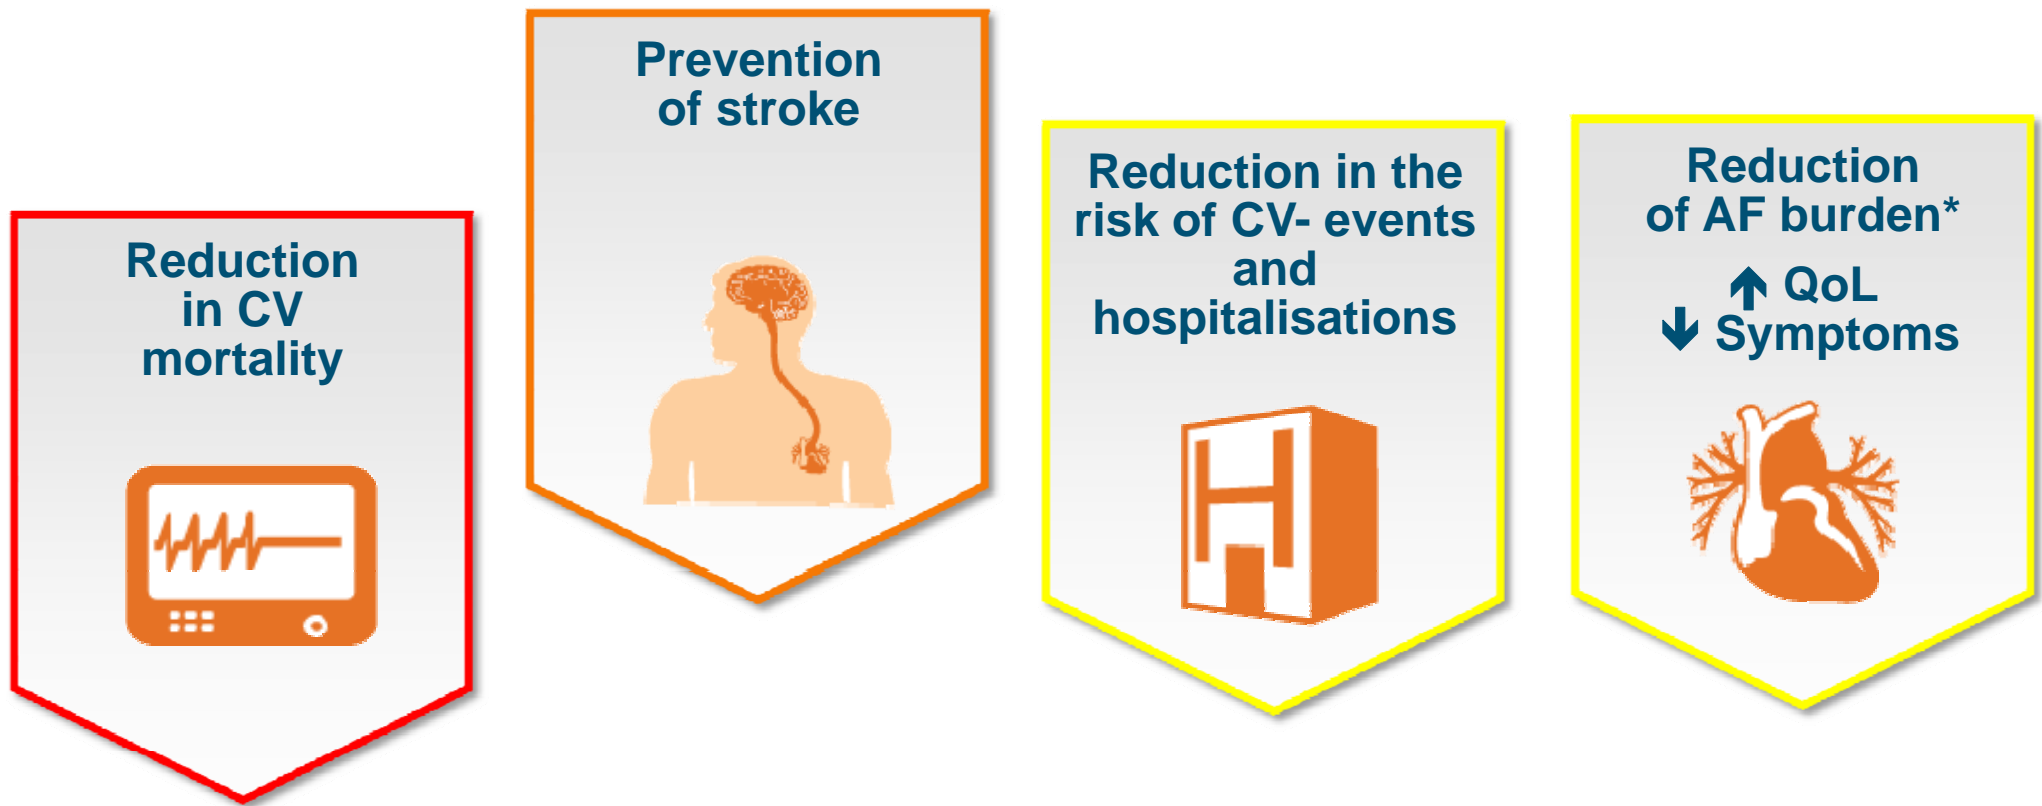 Reduction
in CV
mortality
Prevention
of stroke
Reduction in the
risk of CV- events
and
hospitalisations
H
Reduction
of AF burden*
↑ QoL
↓ Symptoms